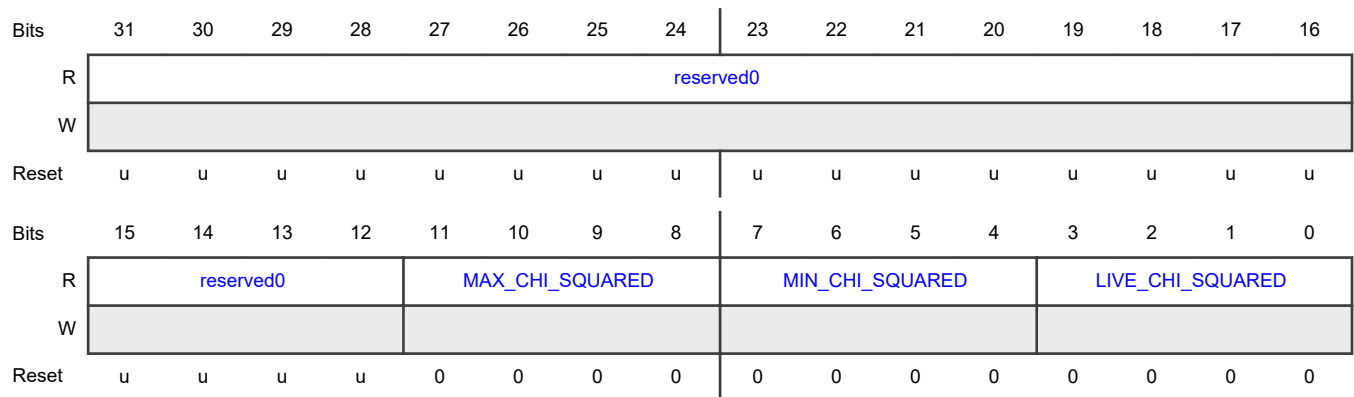 Bits 31 30 29 28 27 26 25 24 23 22 21 20 19 18 17 16
R reserved0
W
Reset u u u u u u u u u u u u u u u u
Bits 15 14 13 12 11 10 9 8 7 6 5 4 3 2 1 0
R reserved0 MAX_CHI_SQUARED MIN_CHI_SQUARED LIVE_CHI_SQUARED
W
Reset u u u u 0 0 0 0 0 0 0 0 0 0 0 0